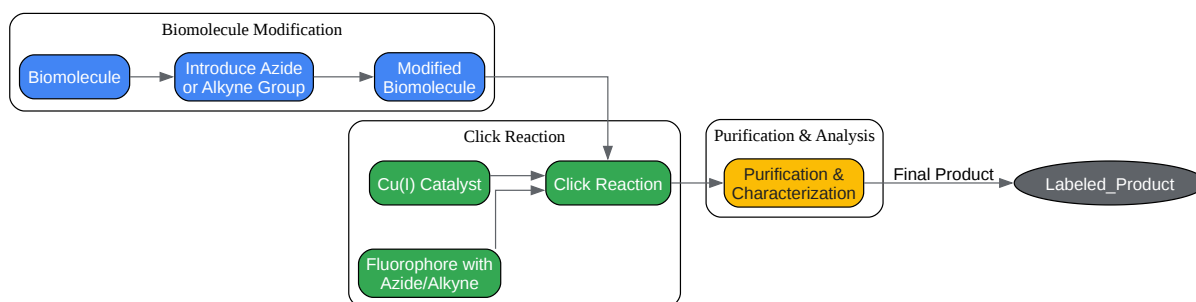 Biomolecule Modification
Biomolecule
Introduce Azide
or Alkyne Group
Modified
Biomolecule
Click Reaction
Cu(I) Catalyst
Click Reaction
Fluorophore with
Azide/Alkyne
Purification & Analysis
Purification &
Characterization
Final Product
Labeled_Product